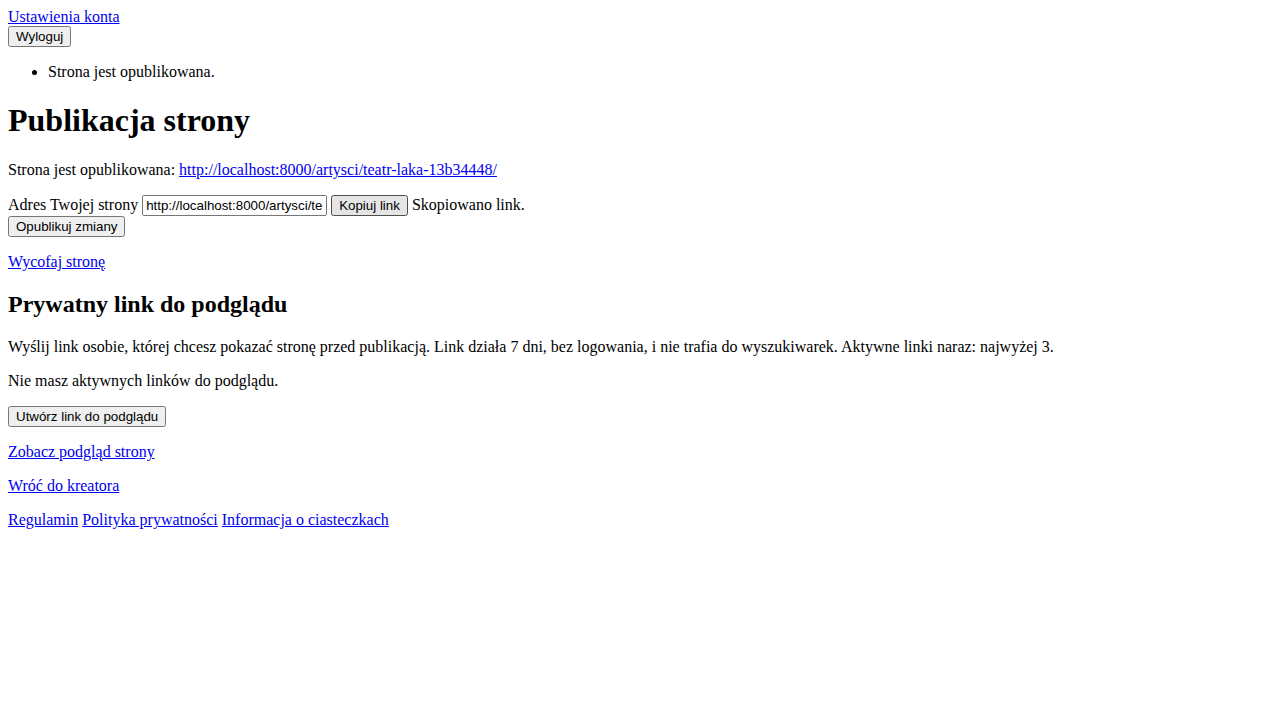 Ustawienia konta
Wyloguj
Strona jest opublikowana.
Publikacja strony
Strona jest opublikowana: http://localhost:8000/artysci/teatr-laka-13b34448/
Adres Twojej strony http://localhost:8000/artysci/te Kopiuj link Skopiowano link.
Opublikuj zmiany
Wycofaj stronę
Prywatny link do podglądu
Wyślij link osobie, której chcesz pokazać stronę przed publikacją. Link działa 7 dni, bez logowania, i nie trafia do wyszukiwarek. Aktywne linki naraz: najwyżej 3.
Nie masz aktywnych linków do podglądu.
Utwórz link do podglądu
Zobacz podgląd strony
Wróć do kreatora
Regulamin Polityka prywatności Informacja o ciasteczkach